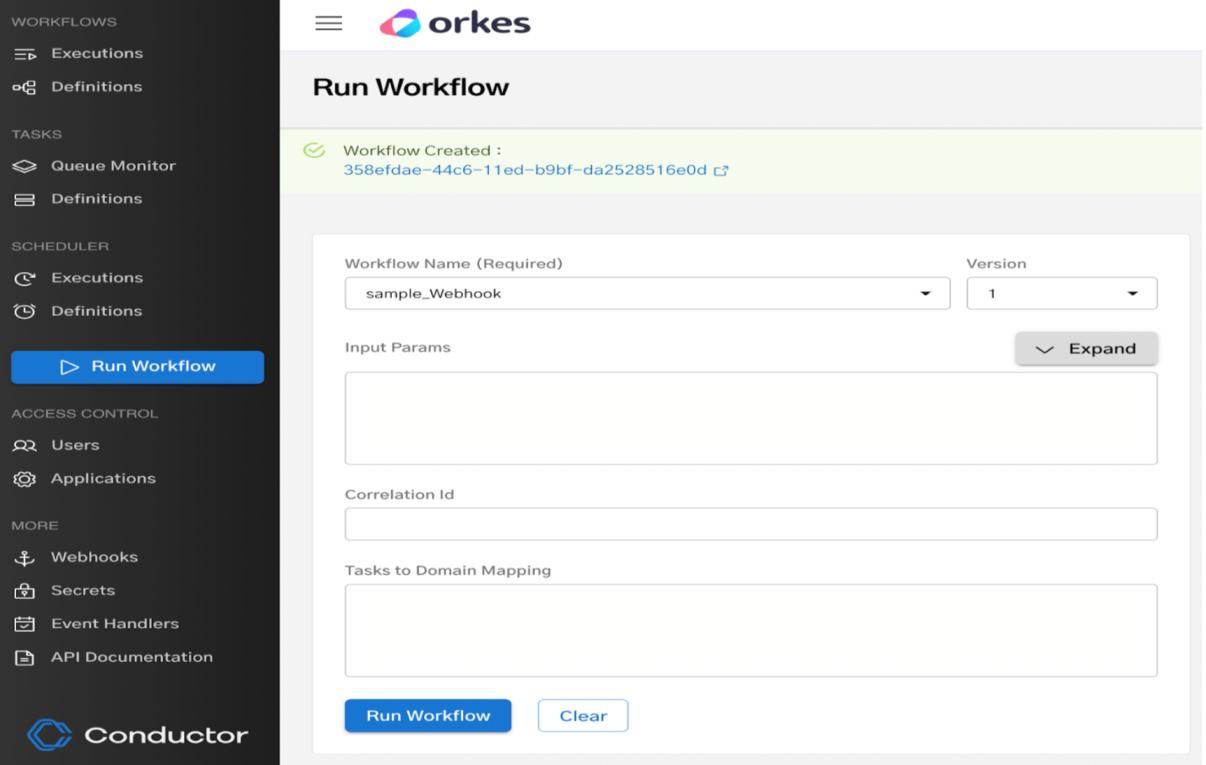 WORKFLOWS
Executions
Definitions
TASKS
Queue Monitor
Definitions
SCHEDULER
Executions
Definitions
Run Workflow
ACCESS CONTROL
Users
Applications
MORE
Webhooks
Secrets
Event Handlers
API Documentation
Conductor
orkes
Run Workflow
Workflow Created :
358efdae-44c6-11ed-b9bf-da2528516e0d
Workflow Name (Required)
Version
sample_Webhook
1
Input Params
Expand
Correlation Id
Tasks to Domain Mapping
Run Workflow
Clear